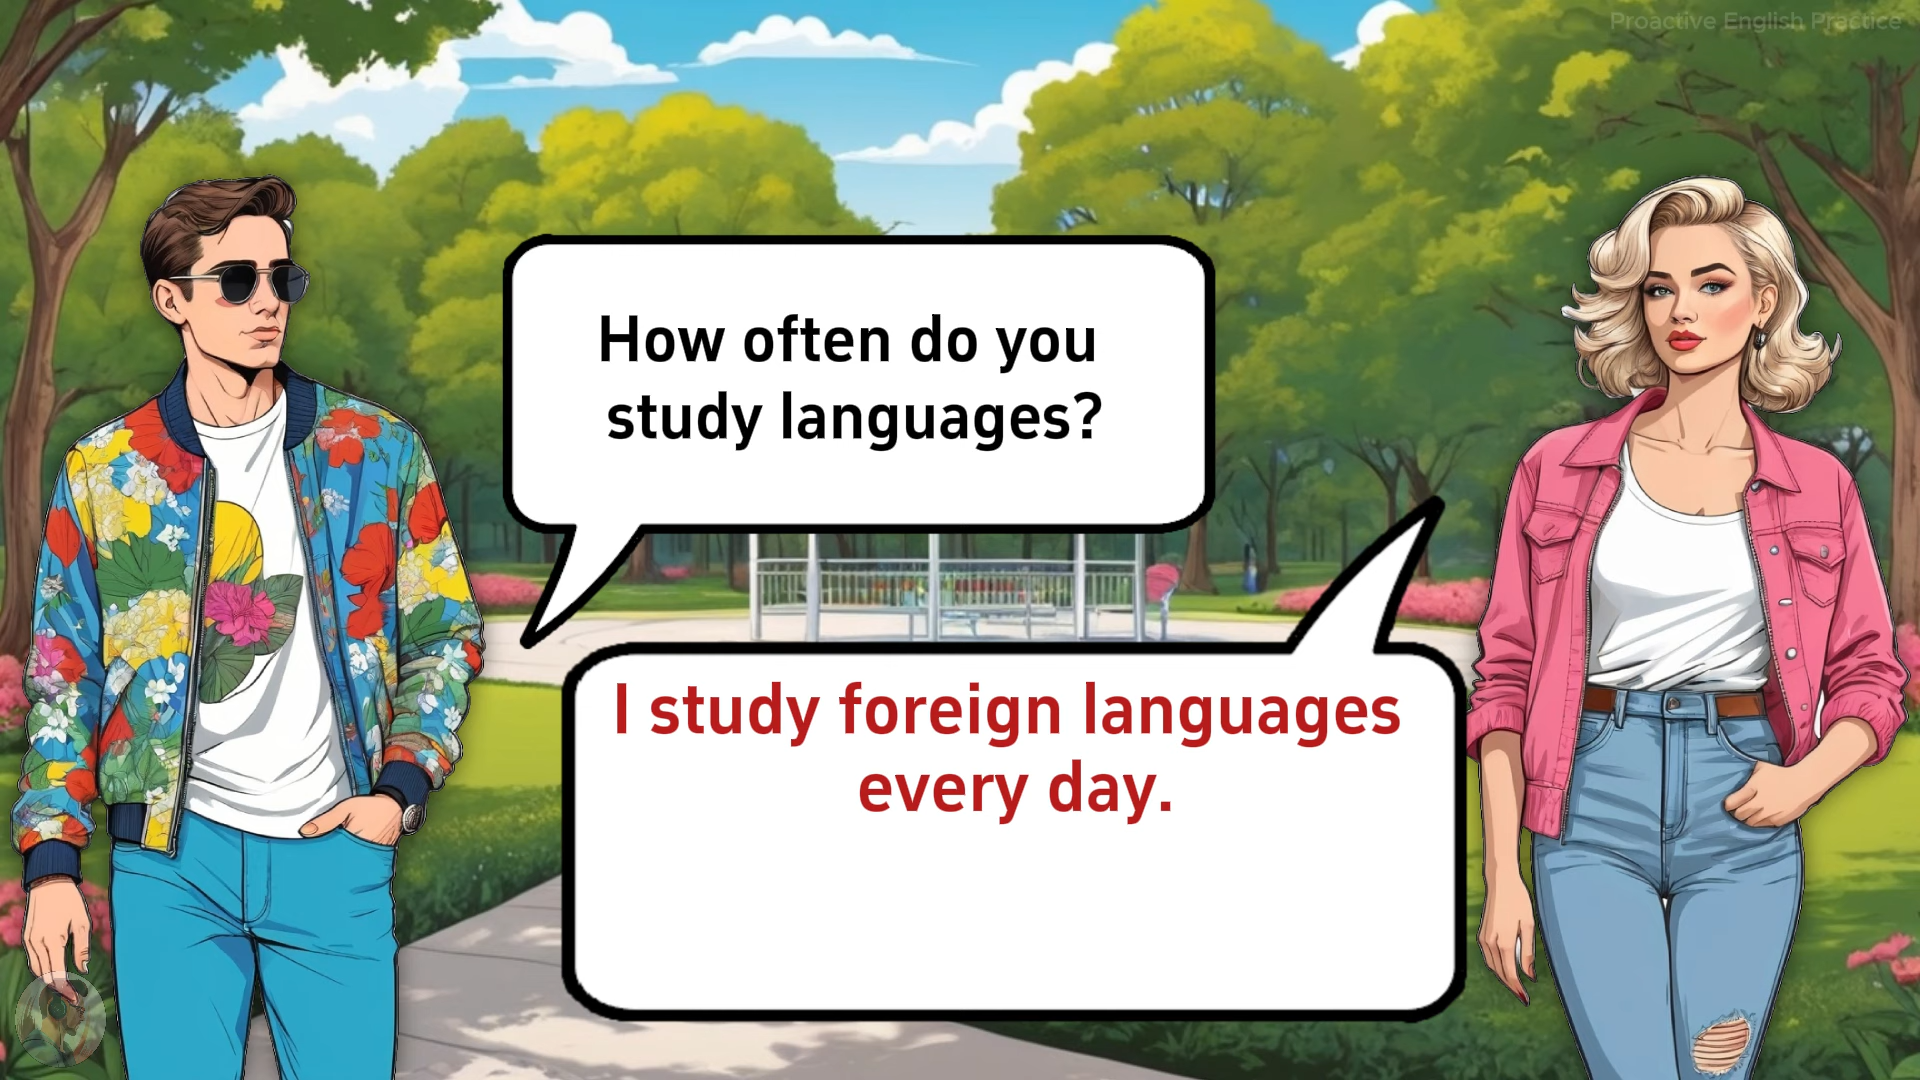 Proactive English Practice
How often do you
study languages?
I study foreign languages
every day.